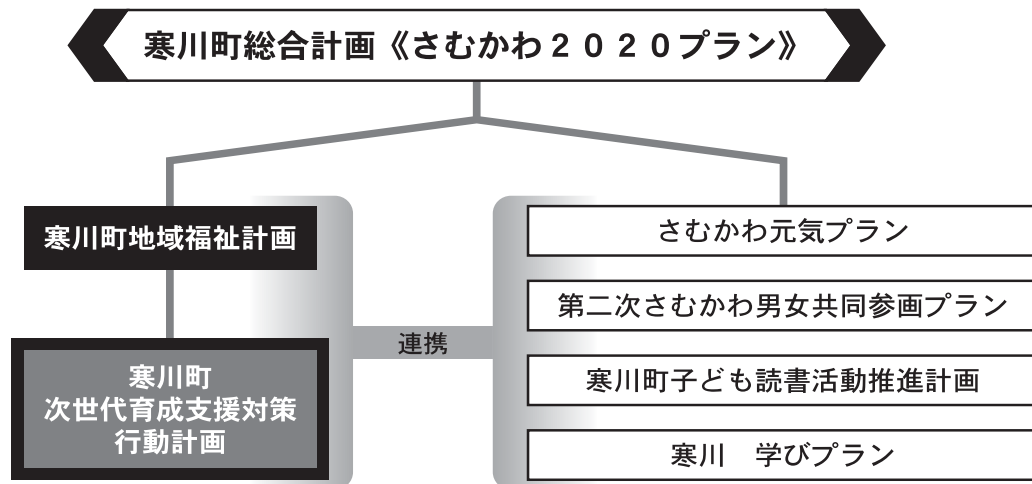 寒川町総合計画《さむかわ２０２０プラン》
寒川町地域福祉計画
寒川町
次世代育成支援対策
行動計画
連携
さむかわ元気プラン
第二次さむかわ男女共同参画プラン
寒川町子ども読書活動推進計画
寒川　学びプラン